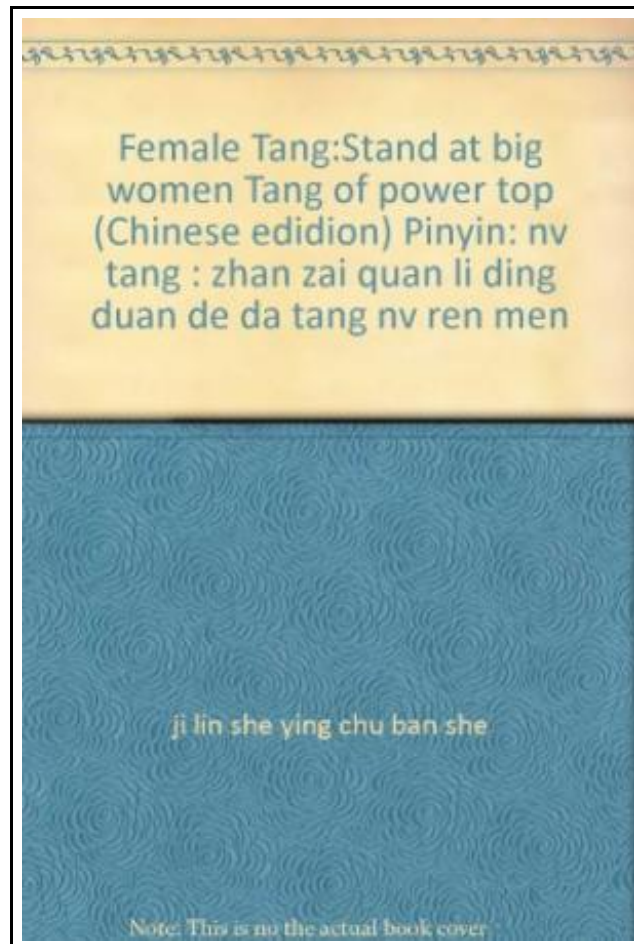 Female Tang:Stand at big
women Tang of power top
(Chinese edidion) Pinyin: nv
tang : zhan zai quan li ding
duan de da tang nv ren men
ji lin she ying chu ban she
Note: This is no the actual book cover